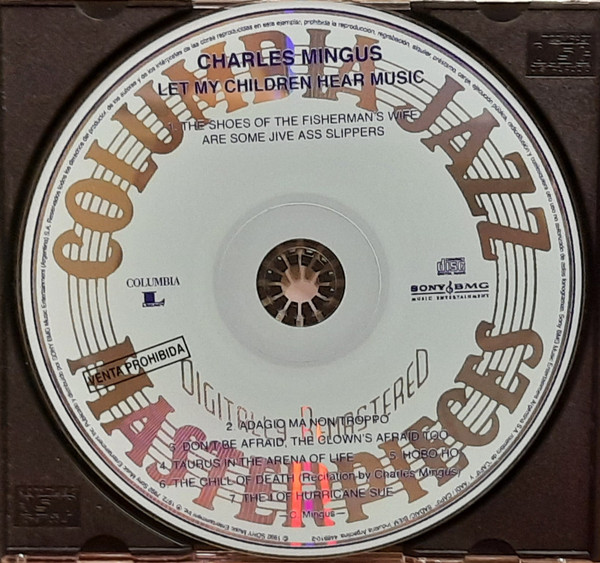 CHARLES MINGUS
LET MY CHILDREN HEAR MUSIC
1. THE SHOES OF THE FISHERMAN'S WIFE
ARE SOME JIVE ASS SLIPPERS
COLUMBIA JAZZ
COLUMBIA
L
LEGACY
disc
SONY BMG
MUSIC ENTERTAINMENT
VENTA PROHIBIDA
DIGITALLY REMASTERED
MASTERPIECES
2. ADAGIO MA NON TROPPO
3. DON'T BE AFRAID, THE CLOWN'S AFRAID TOO
4. TAURUS IN THE ARENA OF LIFE 5. HOBO HO
6. THE CHILL OF DEATH (Recitation by Charles Mingus)
7. THE I OF HURRICANE SUE
—C. Mingus—